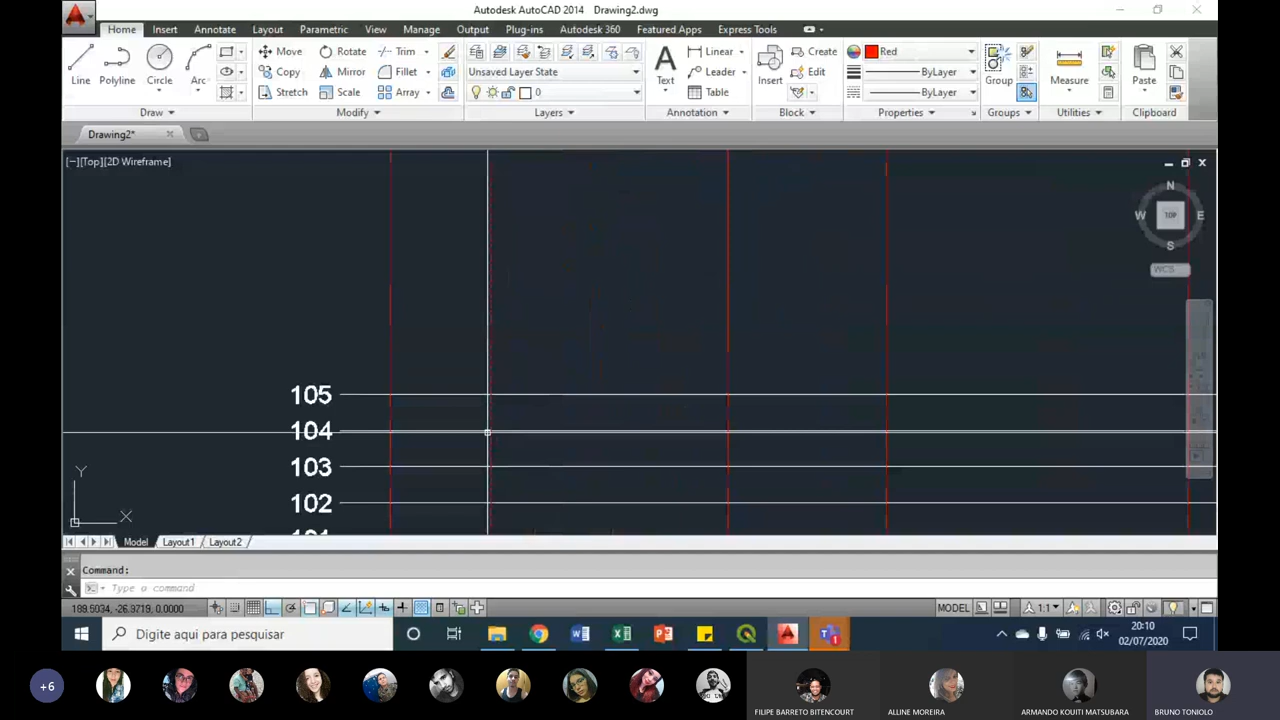 Autodesk AutoCAD 2014 Drawing2.dwg
Home Insert Annotate Layout Parametric View Manage Output Plug-ins Autodesk 360 Featured Apps Express Tools
Line Polyline Circle Arc
Move Rotate Trim
Copy Mirror Fillet
Stretch Scale Array
Unsaved Layer State
0
Text
Linear
Leader
Table
Insert
Create
Edit
Red
ByLayer
ByLayer
Group
Measure
Paste
Draw Modify Layers Annotation Block Properties Groups Utilities Clipboard
Drawing2*
[−][Top][2D Wireframe]
N
W TOP E
S
WCS
105
104
103
102
Y
X
Model Layout1 Layout2
Command:
Type a command
189.5034, -26.9719, 0.0000
MODEL 1:1
Digite aqui para pesquisar
20:10
02/07/2020
+6
FILIPE BARRETO BITENCOURT
ALLINE MOREIRA
ARMANDO KOUITI MATSUBARA
BRUNO TONIOLO